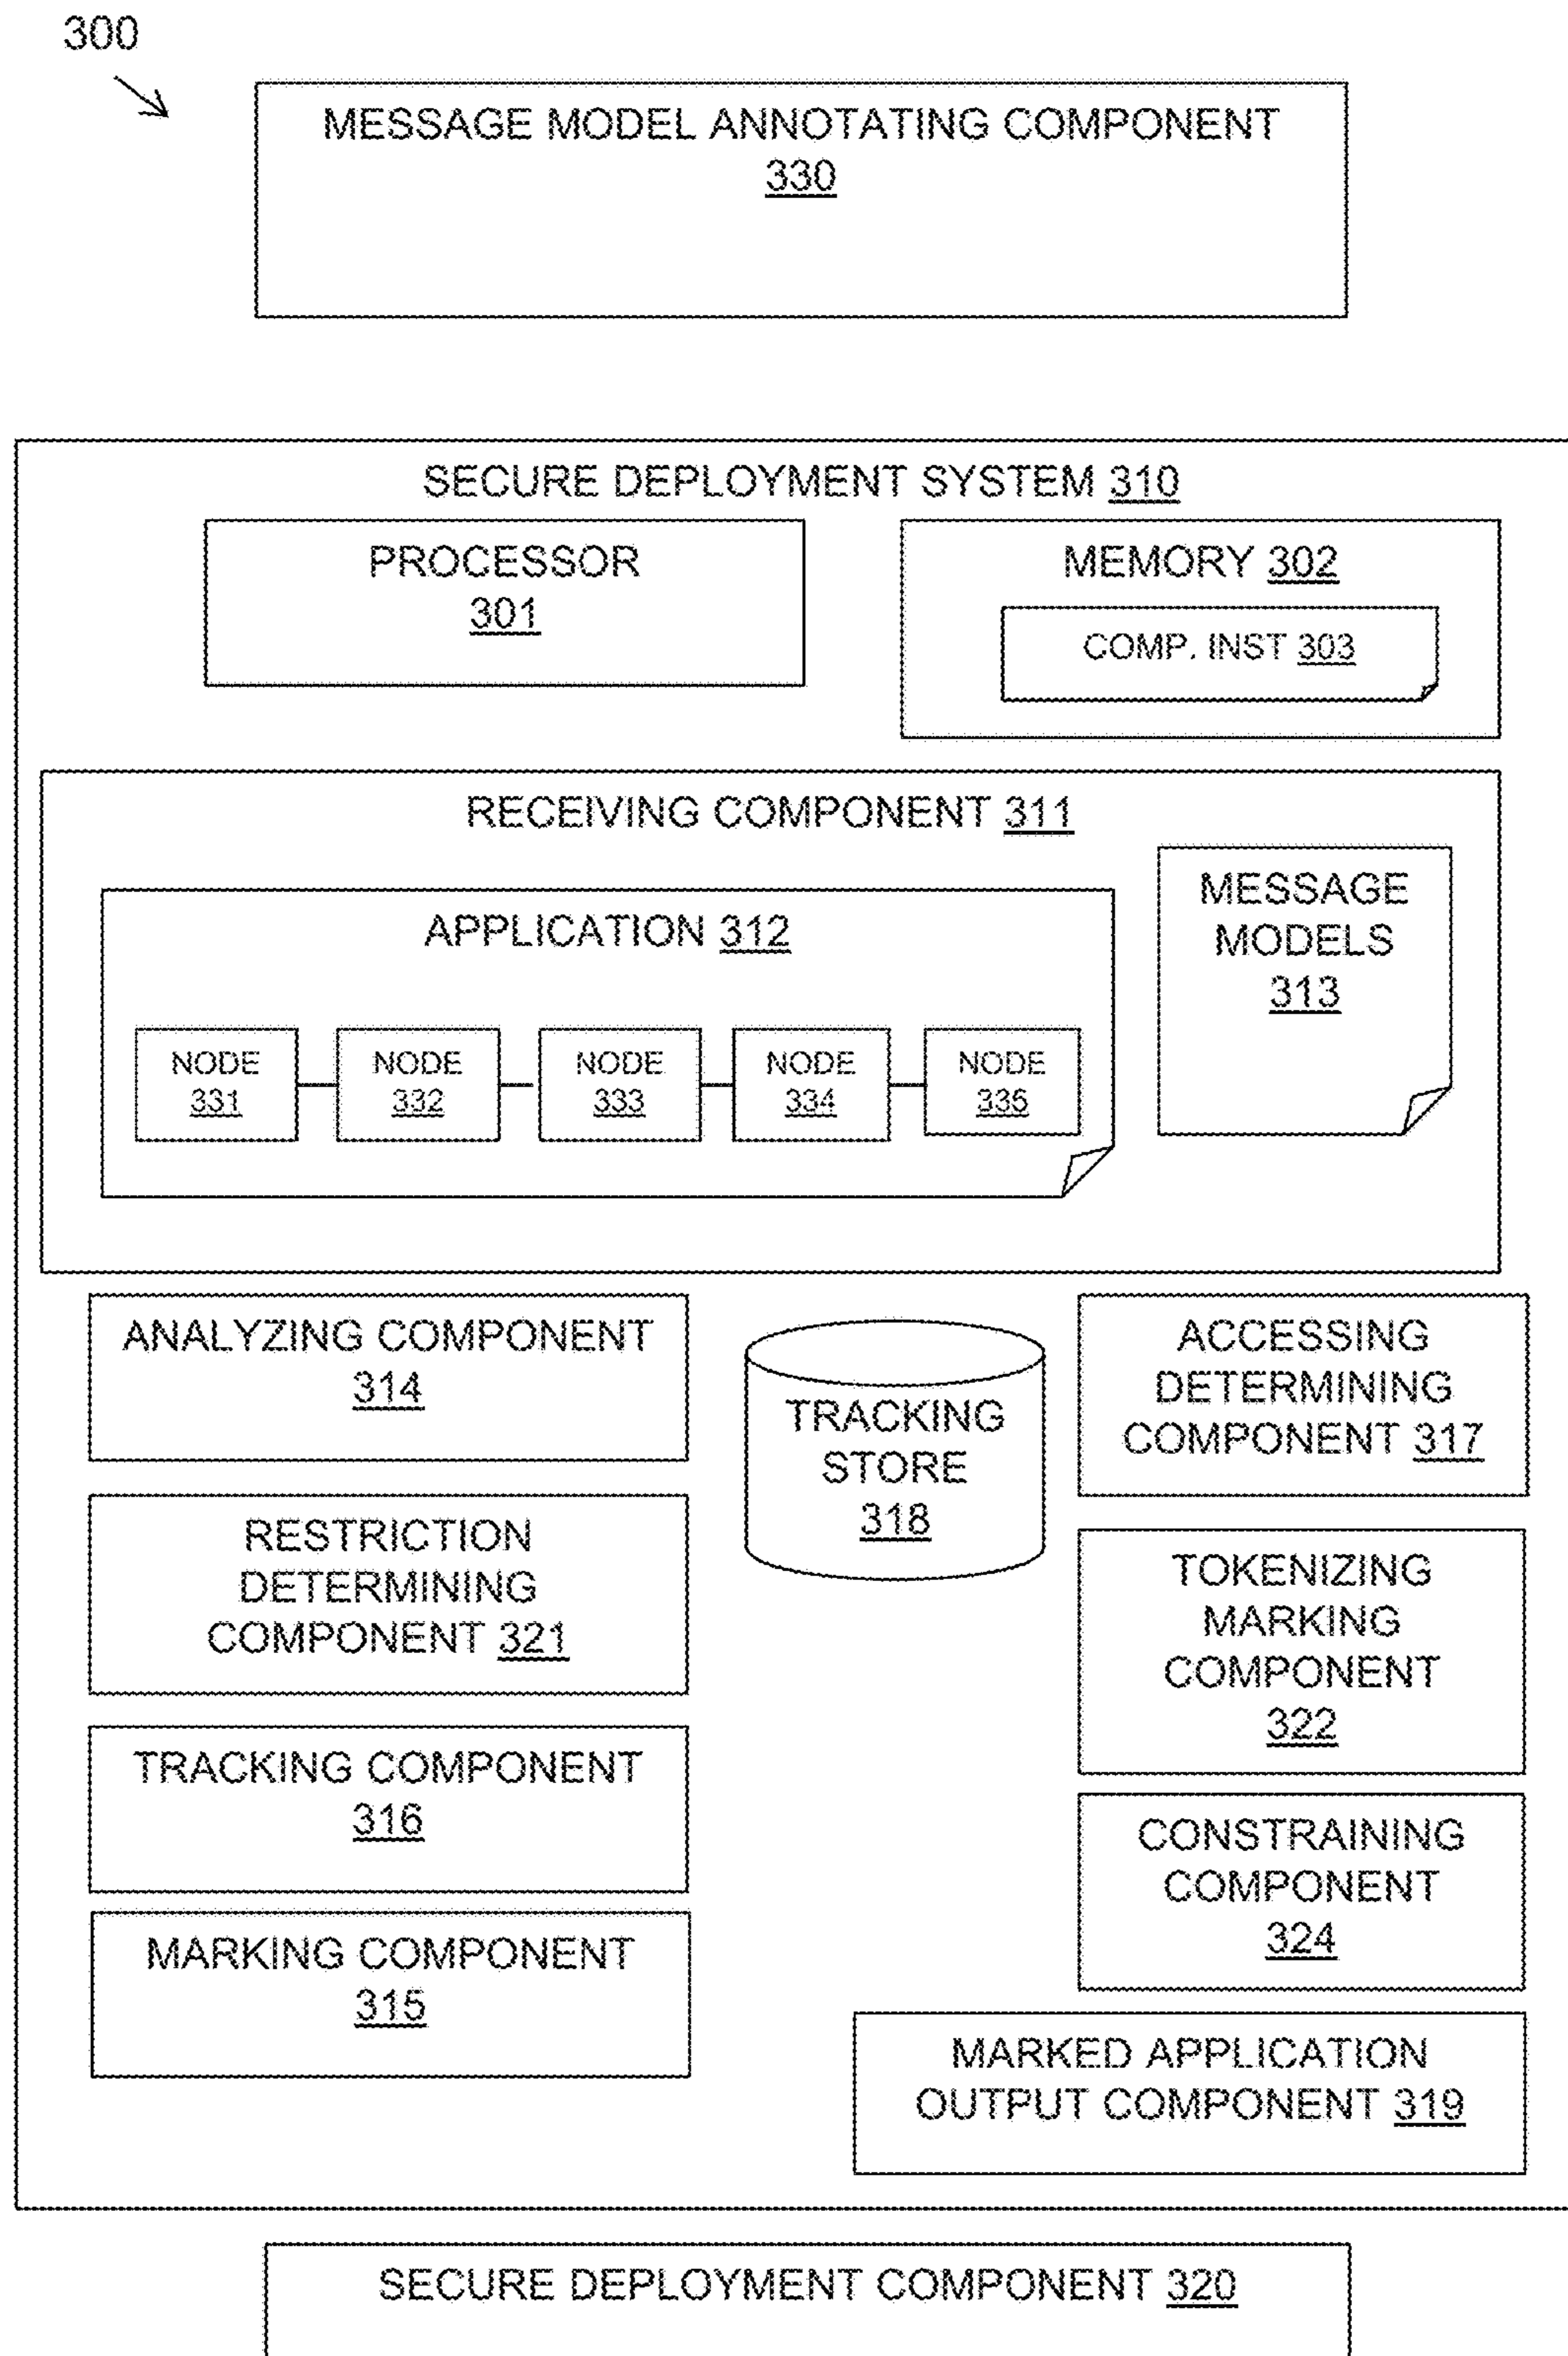 300
MESSAGE MODEL ANNOTATING COMPONENT
330
SECURE DEPLOYMENT SYSTEM 310
PROCESSOR
301
MEMORY 302
COMP. INST 303
RECEIVING COMPONENT 311
APPLICATION 312
NODE
331
NODE
332
NODE
333
NODE
334
NODE
335
MESSAGE
MODELS
313
ANALYZING COMPONENT
314
RESTRICTION
DETERMINING
COMPONENT 321
TRACKING COMPONENT
316
MARKING COMPONENT
315
TRACKING
STORE
318
ACCESSING
DETERMINING
COMPONENT 317
TOKENIZING
MARKING
COMPONENT
322
CONSTRAINING
COMPONENT
324
MARKED APPLICATION
OUTPUT COMPONENT 319
SECURE DEPLOYMENT COMPONENT 320